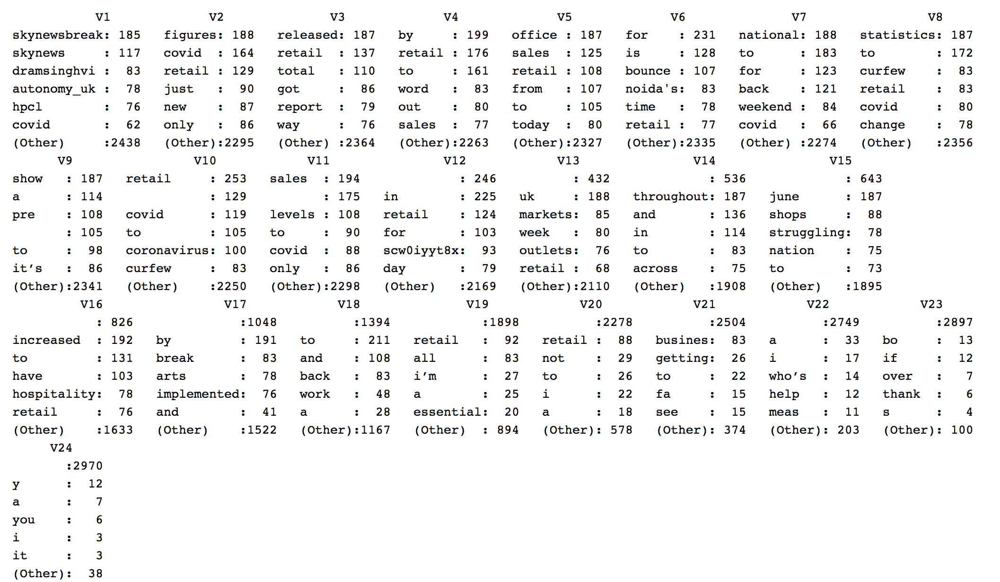 V1 V2 V3 V4 V5 V6 V7 V8
skynewsbreak: 185 figures: 188 released: 187 by : 199 office : 187 for : 231 national: 188 statistics: 187
skynews : 117 covid : 164 retail : 137 retail : 176 sales : 125 is : 128 to : 183 to : 172
dramsinghvi : 83 retail : 129 total : 110 to : 161 retail : 108 bounce : 107 for : 123 curfew : 83
autonomy_uk : 78 just : 90 got : 86 word : 83 from : 107 noida's: 83 back : 121 retail : 83
hpcl : 76 new : 87 report : 79 out : 80 to : 105 time : 78 weekend : 84 covid : 80
covid : 62 only : 86 way : 76 sales : 77 today : 80 retail : 77 covid : 66 change : 78
(Other) :2438 (Other):2295 (Other) :2364 (Other):2263 (Other):2327 (Other):2335 (Other) :2274 (Other) :2356
V9 V10 V11 V12 V13 V14 V15
show : 187 retail : 253 sales : 194 : 246 : 432 : 536 : 643
a : 114 : 129 : 175 in : 225 uk : 188 throughout: 187 june : 187
pre : 108 covid : 119 levels : 108 retail : 124 markets: 85 and : 136 shops : 88
: 105 to : 105 to : 90 for : 103 week : 80 in : 114 struggling: 78
to : 98 coronavirus: 100 covid : 88 scw0iyyt8x: 93 outlets: 76 to : 83 nation : 75
it’s : 86 curfew : 83 only : 86 day : 79 retail : 68 across : 75 to : 73
(Other):2341 (Other) :2250 (Other):2298 (Other) :2169 (Other):2110 (Other) :1908 (Other) :1895
V16 V17 V18 V19 V20 V21 V22 V23
: 826 :1048 :1394 :1898 :2278 :2504 :2749 :2897
increased : 192 by : 191 to : 211 retail : 92 retail : 88 busines: 83 a : 33 bo : 13
to : 131 break : 83 and : 108 all : 83 not : 29 getting: 26 i : 17 if : 12
have : 103 arts : 78 back : 83 i’m : 27 to : 26 to : 22 who’s : 14 over : 7
hospitality: 78 implemented: 76 work : 48 a : 25 i : 22 fa : 15 help : 12 thank : 6
retail : 76 and : 41 a : 28 essential: 20 a : 18 see : 15 meas : 11 s : 4
(Other) :1633 (Other) :1522 (Other):1167 (Other) : 894 (Other): 578 (Other): 374 (Other): 203 (Other): 100
V24
:2970
y : 12
a : 7
you : 6
i : 3
it : 3
(Other): 38